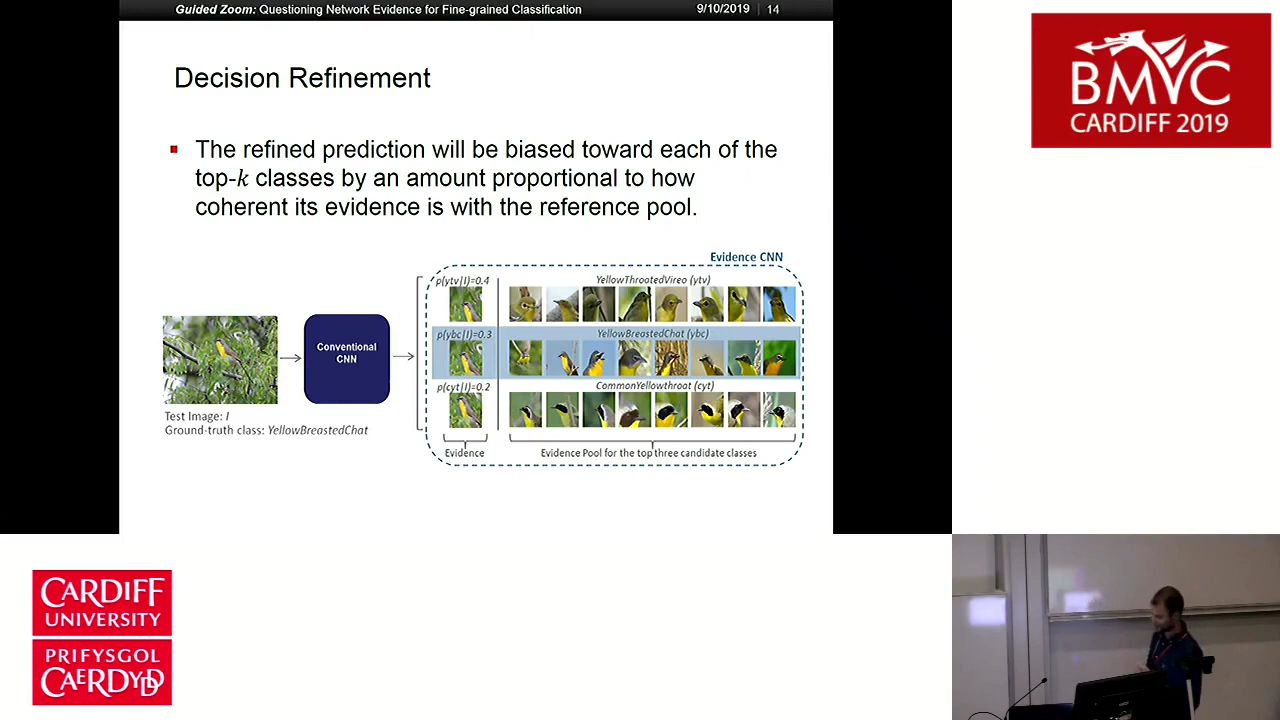 Guided Zoom: Questioning Network Evidence for Fine-grained Classification 9/10/2019 | 14
BMVC
CARDIFF 2019
Decision Refinement
The refined prediction will be biased toward each of the
top-k classes by an amount proportional to how
coherent its evidence is with the reference pool.
Evidence CNN
p(ytv|I)=0.4 YellowThroatedVireo (ytv)
p(ybc|I)=0.3 YellowBreastedChat (ybc)
Conventional
CNN
p(cyt|I)=0.2 CommonYellowthroat (cyt)
Test Image: I
Ground-truth class: YellowBreastedChat
Evidence Evidence Pool for the top three candidate classes
CARDIFF
UNIVERSITY
PRIFYSGOL
CAERDYDD